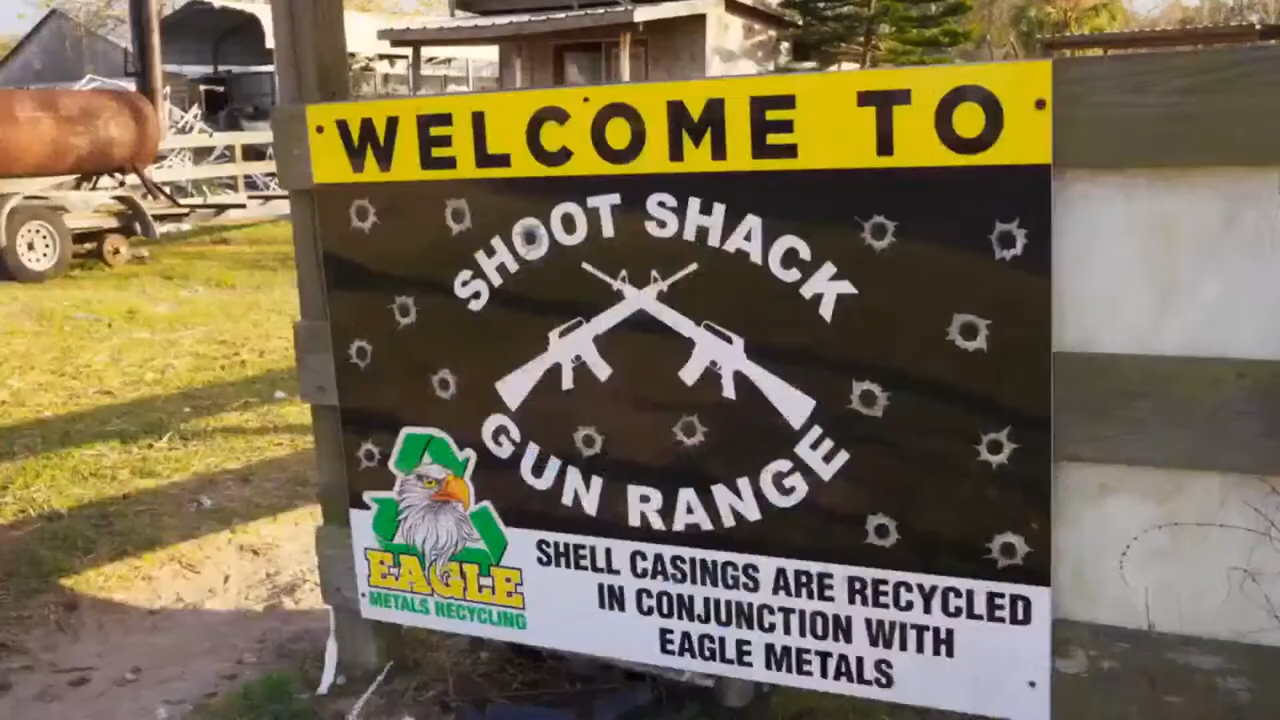 WELCOME TO
SHOOT SHACK
GUN RANGE
EAGLE
METALS RECYCLING
SHELL CASINGS ARE RECYCLED
IN CONJUNCTION WITH
EAGLE METALS